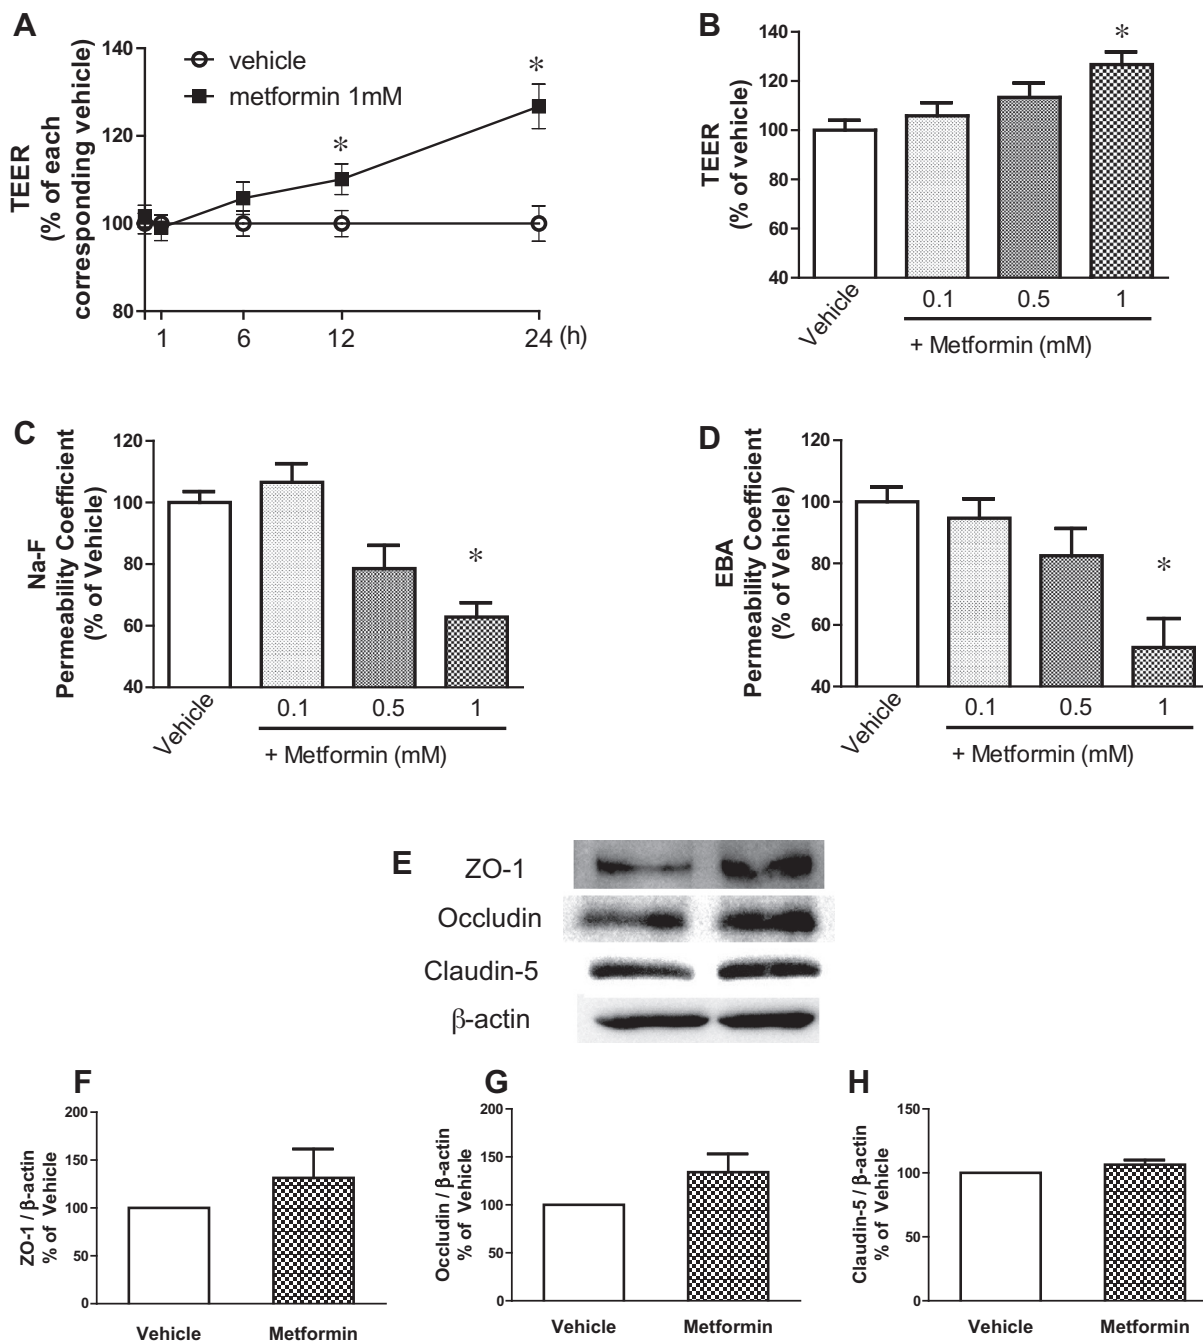 A
TEER
(% of each
corresponding vehicle)
140
120
100
80
vehicle
metformin 1mM
*
*
1 6 12 24 (h)
B
TEER
(% of vehicle)
140
120
100
80
60
40
*
Vehicle 0.1 0.5 1
+ Metformin (mM)
C
Na-F
Permeability Coefficient
(% of Vehicle)
120
100
80
60
40
*
Vehicle 0.1 0.5 1
+ Metformin (mM)
D
EBA
Permeability Coefficient
(% of Vehicle)
120
100
80
60
40
*
Vehicle 0.1 0.5 1
+ Metformin (mM)
E
ZO-1
Occludin
Claudin-5
β-actin
F
ZO-1 / β-actin
% of Vehicle
200
150
100
50
0
Vehicle Metformin
G
Occludin / β-actin
% of Vehicle
200
150
100
50
0
Vehicle Metformin
H
Claudin-5 / β-actin
% of Vehicle
150
100
50
0
Vehicle Metformin